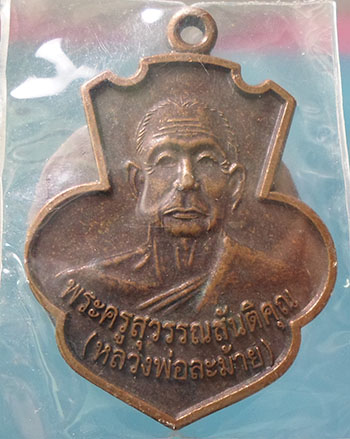 พระครูสุวรรณสันติคุณ
(หลวงพ่อละม้าย)